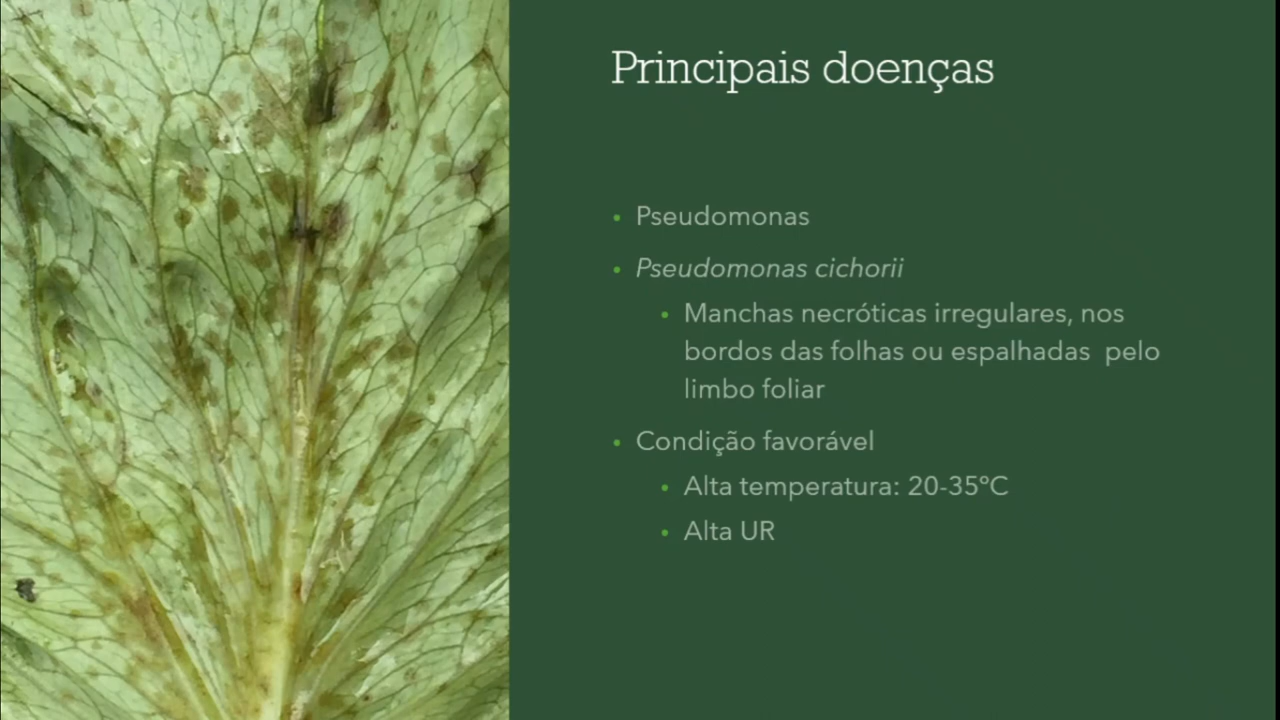 Principais doenças
• Pseudomonas
• Pseudomonas cichorii
• Manchas necróticas irregulares, nos
bordos das folhas ou espalhadas pelo
limbo foliar
• Condição favorável
• Alta temperatura: 20-35ºC
• Alta UR